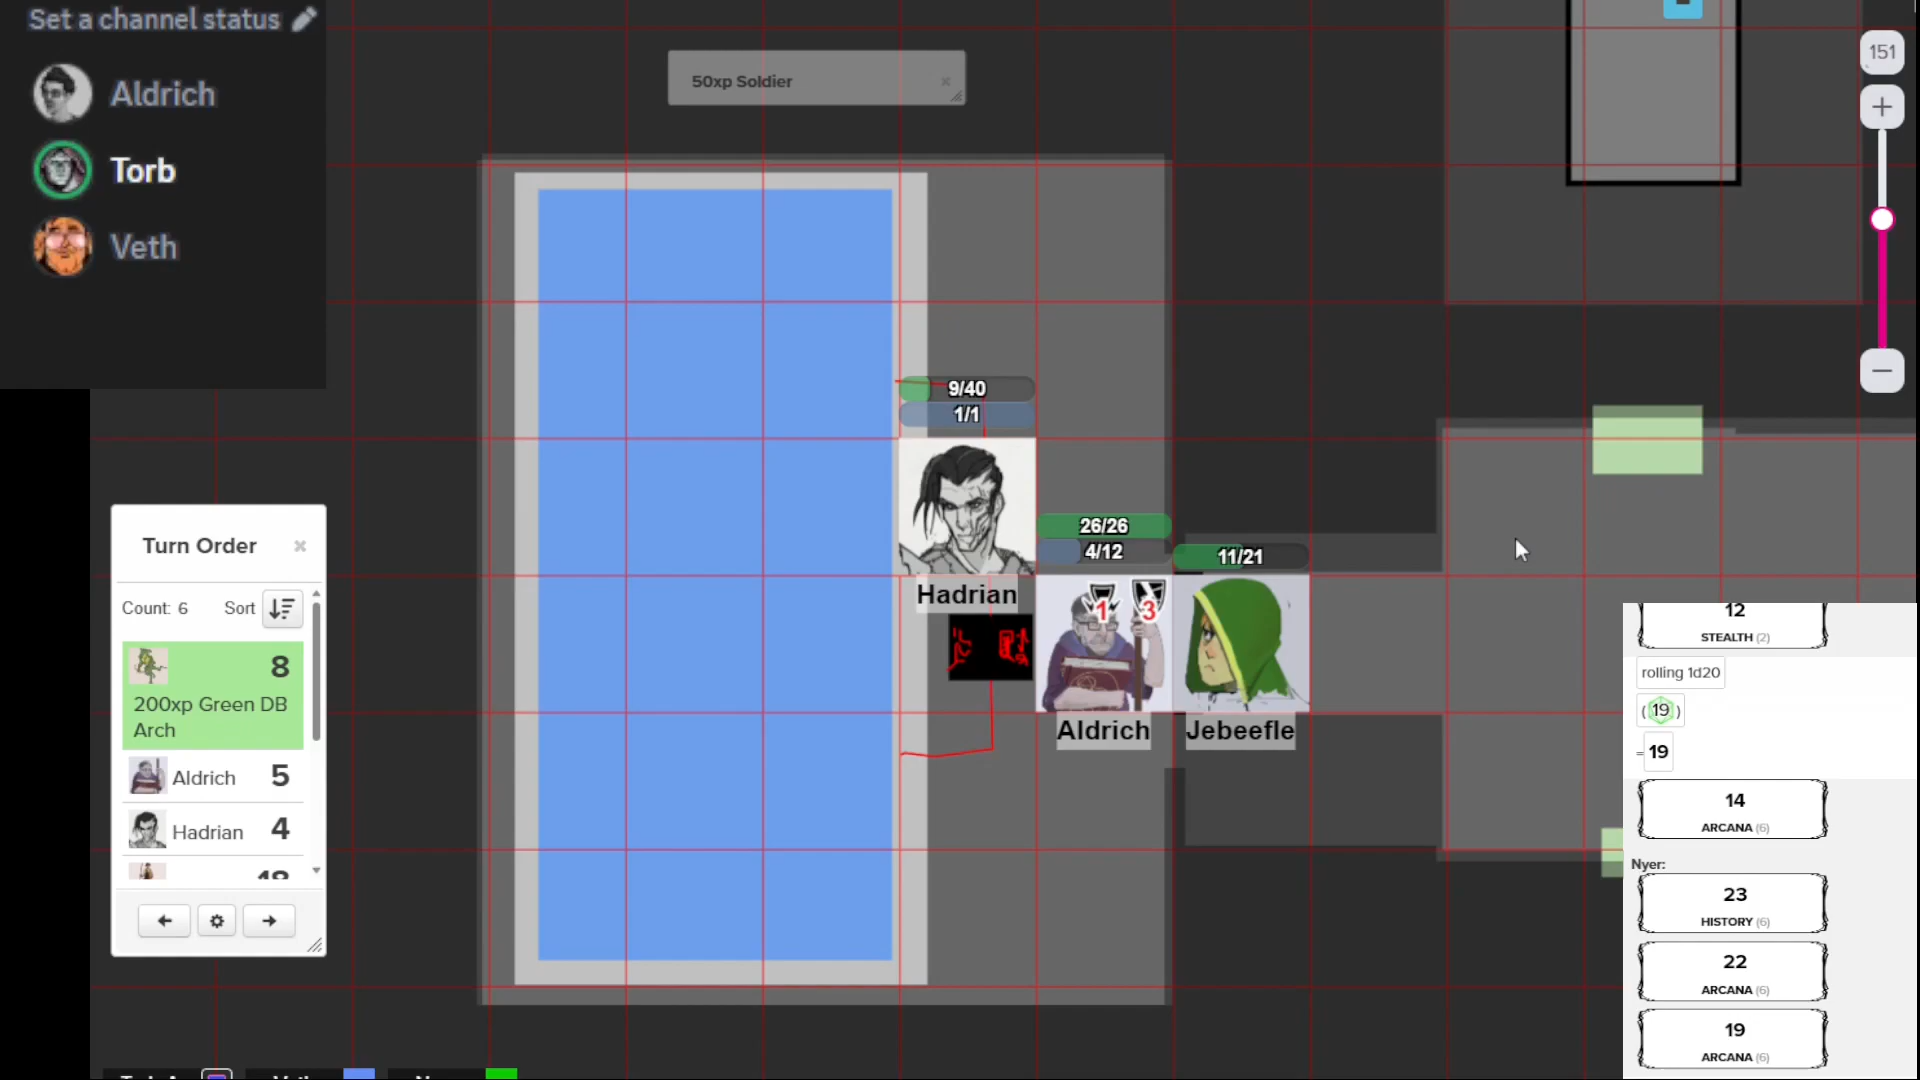 Set a channel status
Aldrich
Torb
Veth
50xp Soldier ×
151
+
−
9/40
1/1
Hadrian
26/26
4/12
1 3
Aldrich
11/21
Jebeefle
Turn Order ×
Count: 6 Sort
8
200xp Green DB
Arch
Aldrich 5
Hadrian 4
12
STEALTH (2)
rolling 1d20
(19)
=19
14
ARCANA (6)
Nyer:
23
HISTORY (6)
22
ARCANA (6)
19
ARCANA (6)